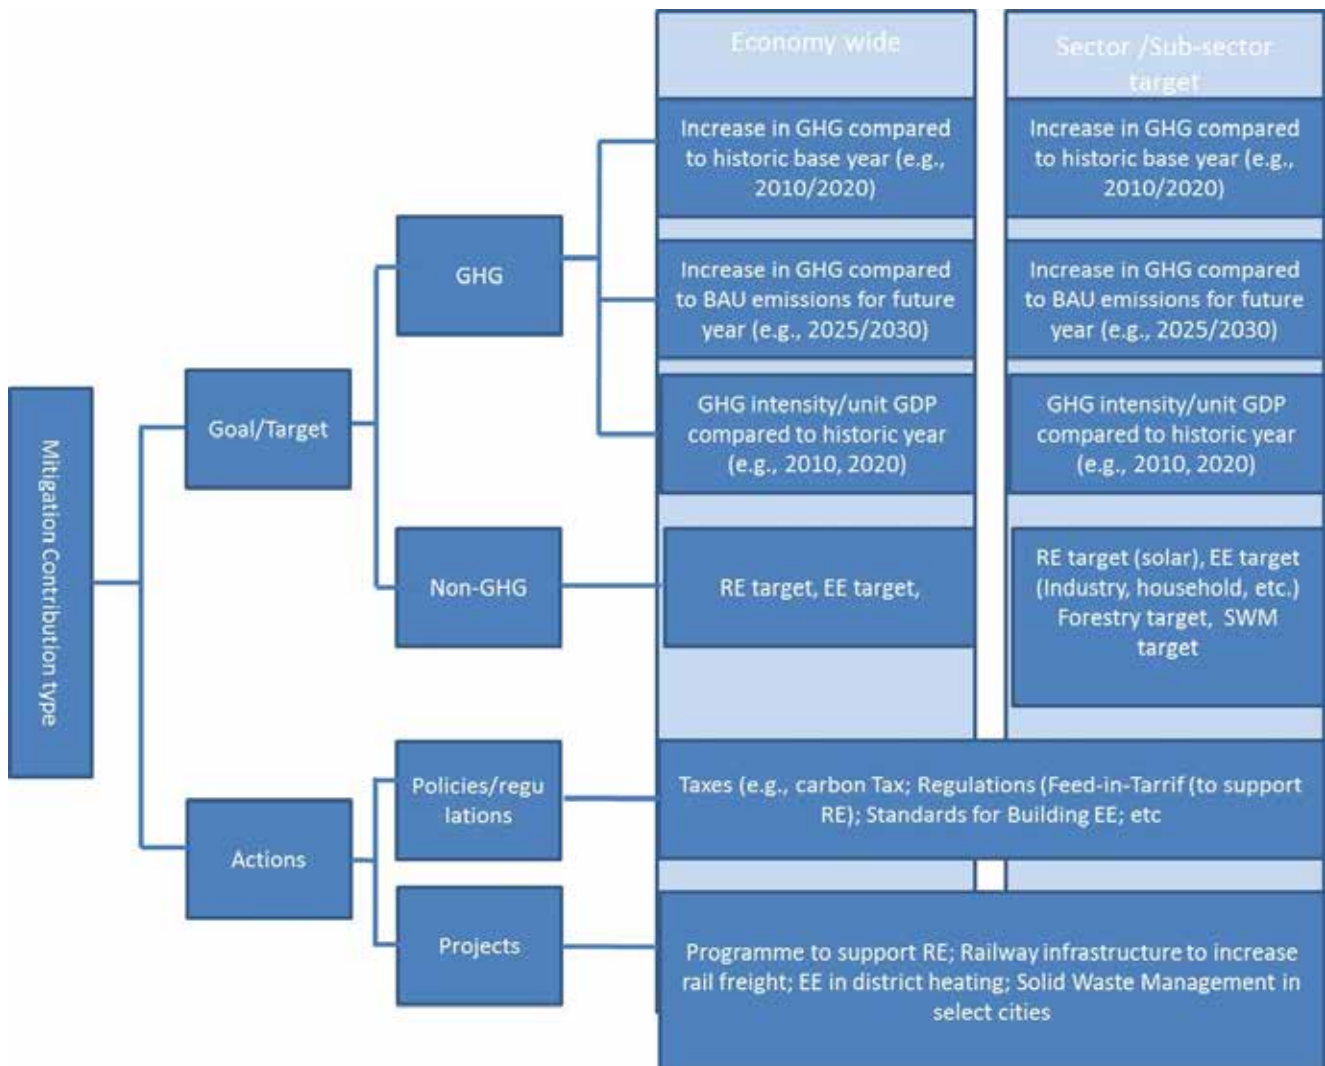 Economy wide
Sector /Sub-sector
target
Increase in GHG compared
to historic base year (e.g.,
2010/2020)
Increase in GHG compared
to historic base year (e.g.,
2010/2020)
GHG
Increase in GHG compared
to BAU emissions for future
year (e.g., 2025/2030)
Increase in GHG compared
to BAU emissions for future
year (e.g., 2025/2030)
Goal/Target
GHG intensity/unit GDP
compared to historic year
(e.g., 2010, 2020)
GHG intensity/unit GDP
compared to historic year
(e.g., 2010, 2020)
Mitigation Contribution type
Non-GHG
RE target, EE target,
RE target (solar), EE target
(Industry, household, etc.)
Forestry target, SWM
target
Policies/regu
lations
Taxes (e.g., carbon Tax; Regulations (Feed-in-Tarrif (to support
RE); Standards for Building EE; etc
Actions
Projects
Programme to support RE; Railway infrastructure to increase
rail freight; EE in district heating; Solid Waste Management in
select cities